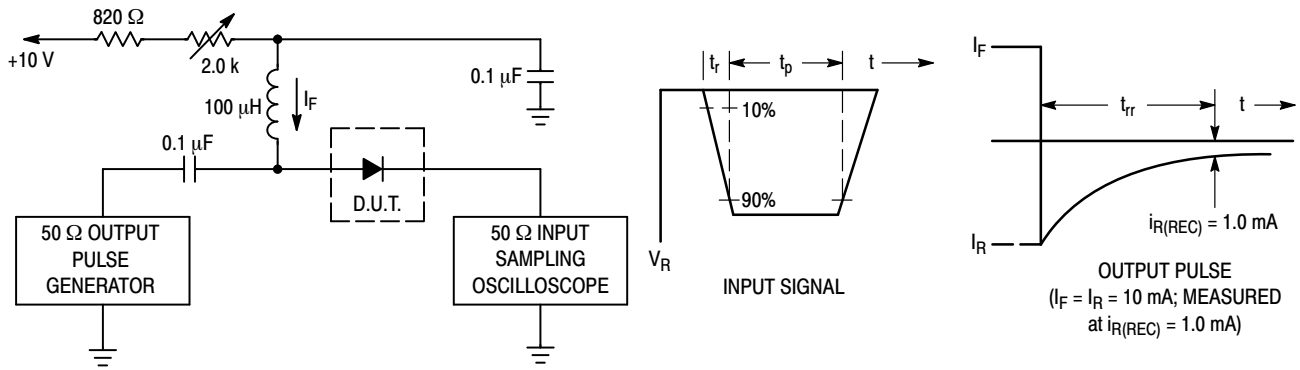 820 Ω
+10 V
2.0 k
0.1 μF
100 μH
I_F
0.1 μF
D.U.T.
50 Ω OUTPUT
PULSE
GENERATOR
50 Ω INPUT
SAMPLING
OSCILLOSCOPE
t_r
t_p
t
10%
90%
V_R
INPUT SIGNAL
I_F
t_rr
t
I_R
i_R(REC) = 1.0 mA
OUTPUT PULSE
(I_F = I_R = 10 mA; MEASURED
at i_R(REC) = 1.0 mA)